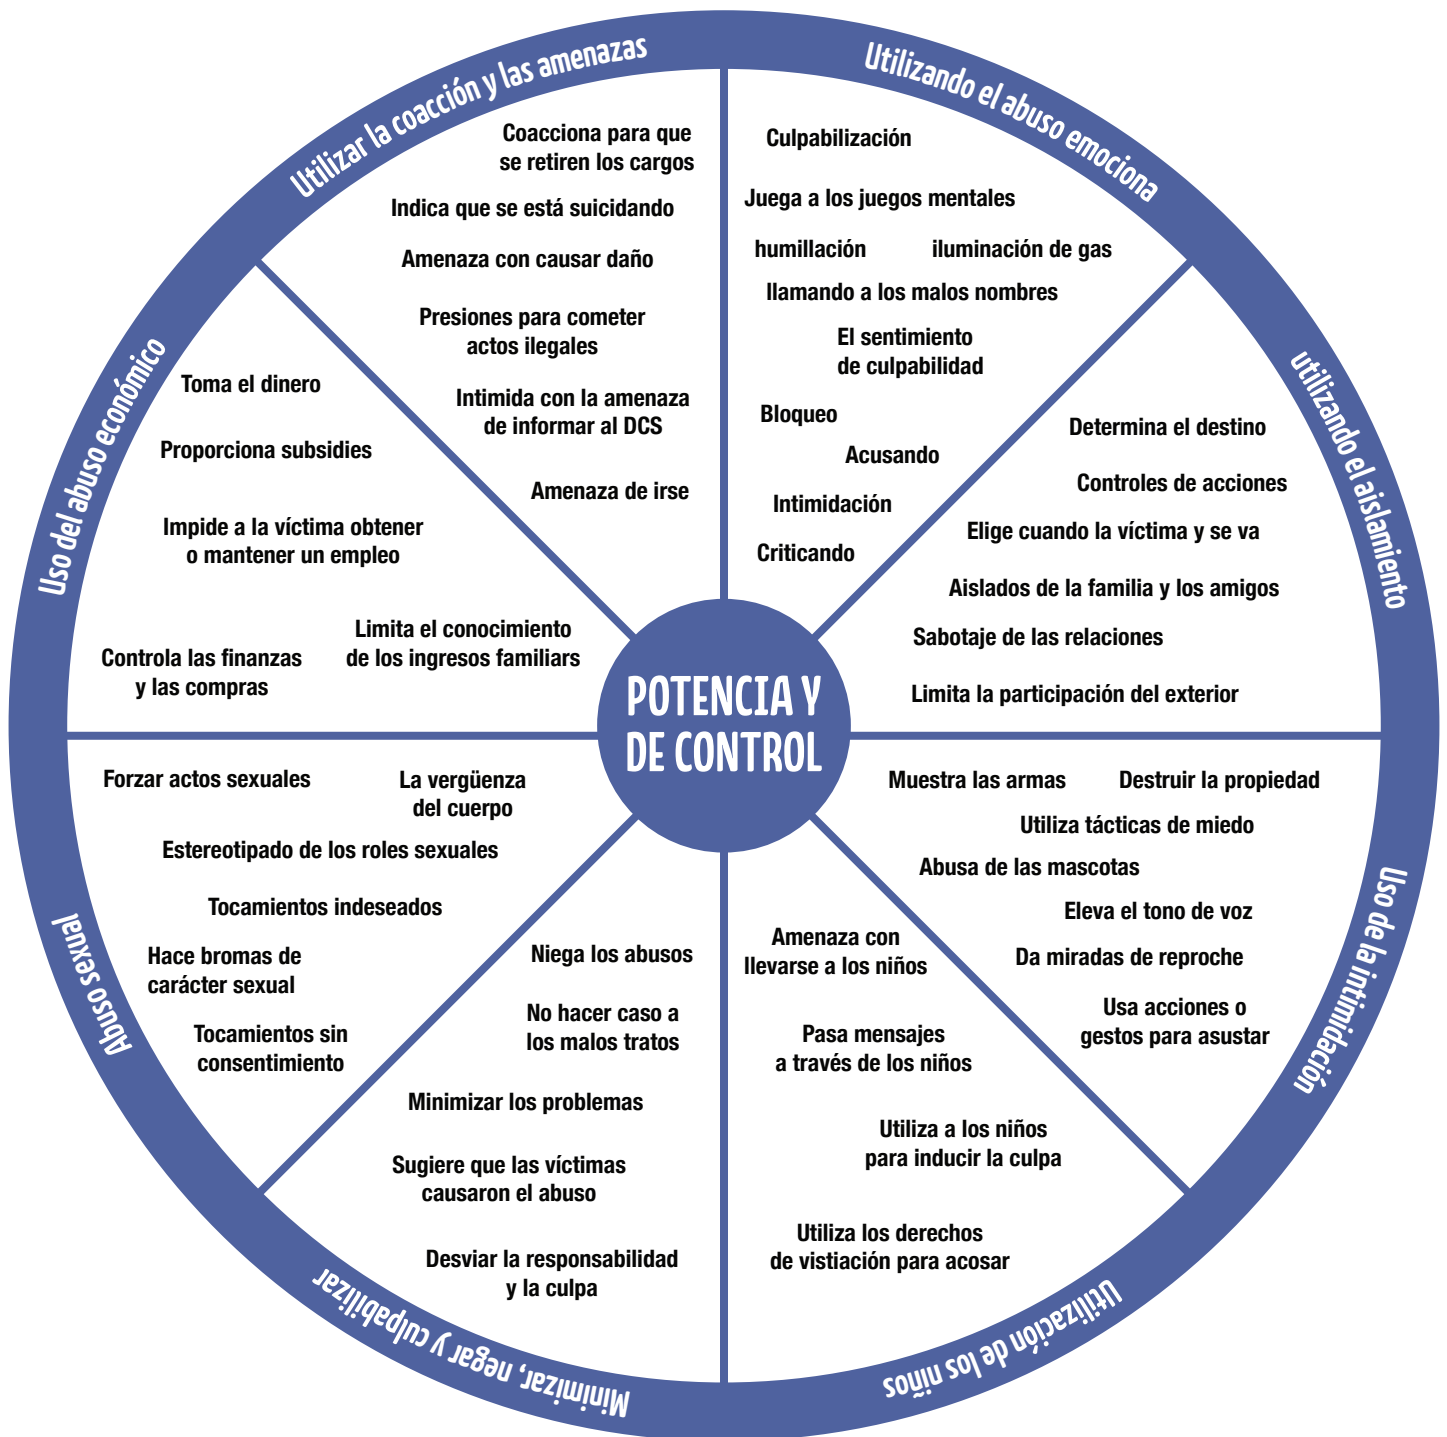 Utilizar la coacción y las amenazas
Coacciona para que
se retiren los cargos
Indica que se está suicidando
Amenaza con causar daño
Presiones para cometer
actos ilegales
Intimida con la amenaza
de informar al DCS
Amenaza de irse
Utilizando el abuso emociona
Culpabilización
Juega a los juegos mentales
humillación
iluminación de gas
llamando a los malos nombres
El sentimiento
de culpabilidad
Bloqueo
Acusando
Intimidación
Criticando
utilizando el aislamiento
Determina el destino
Controles de acciones
Elige cuando la víctima y se va
Aislados de la familia y los amigos
Sabotaje de las relaciones
Limita la participación del exterior
Uso de la intimidación
Muestra las armas
Destruir la propiedad
Utiliza tácticas de miedo
Abusa de las mascotas
Eleva el tono de voz
Da miradas de reproche
Usa acciones o
gestos para asustar
Utilización de los niños
Amenaza con
llevarse a los niños
Pasa mensajes
a través de los niños
Utiliza a los niños
para inducir la culpa
Utiliza los derechos
de vistiación para acosar
Minimizar, negar y culpabilizar
Niega los abusos
No hacer caso a
los malos tratos
Minimizar los problemas
Sugiere que las víctimas
causaron el abuso
Desviar la responsabilidad
y la culpa
Abuso sexual
Forzar actos sexuales
La vergüenza
del cuerpo
Estereotipado de los roles sexuales
Tocamientos indeseados
Hace bromas de
carácter sexual
Tocamientos sin
consentimiento
Uso del abuso económico
Toma el dinero
Proporciona subsidies
Impide a la víctima obtener
o mantener un empleo
Limita el conocimiento
de los ingresos familiars
Controla las finanzas
y las compras
POTENCIA Y
DE CONTROL